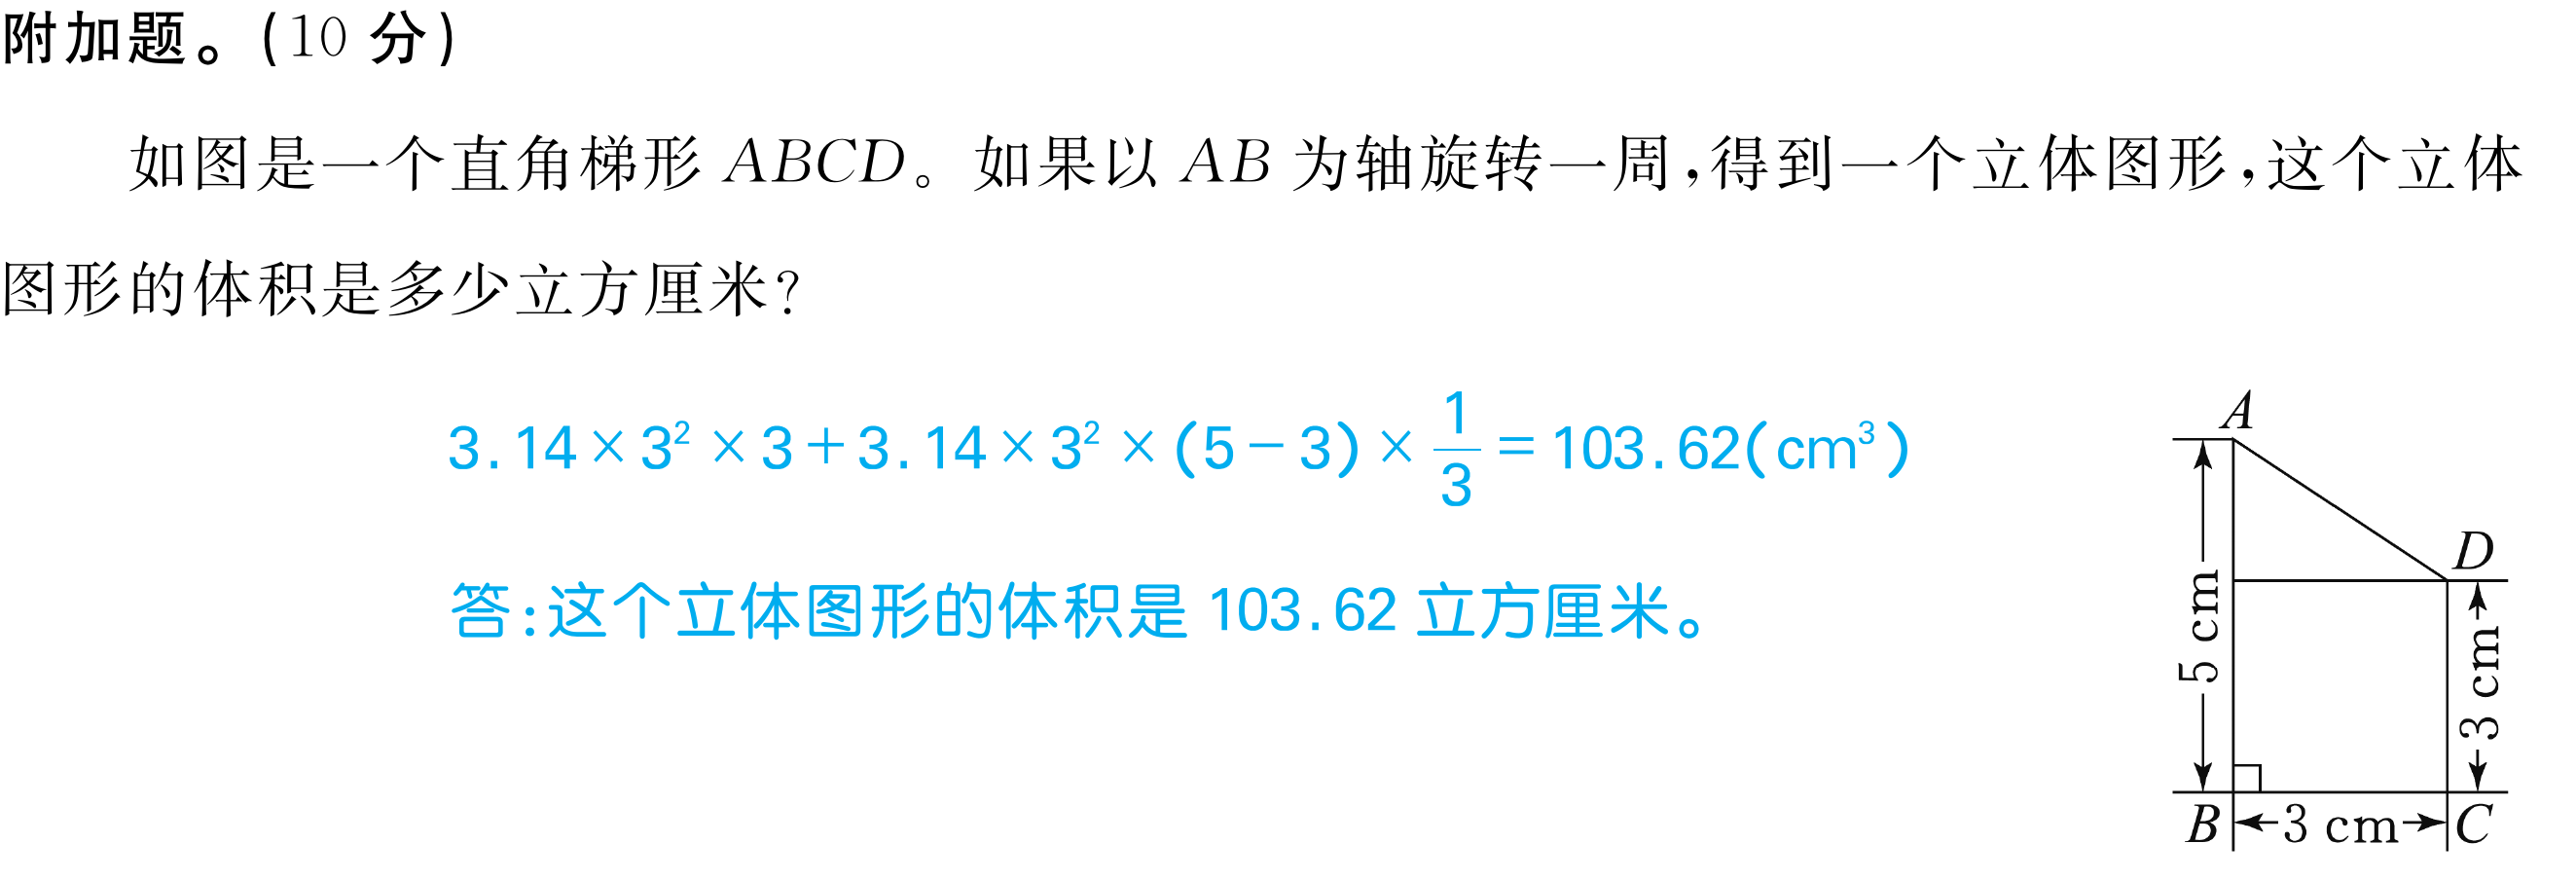 附加题。(10 分)
如图是一个直角梯形 ABCD。如果以 AB 为轴旋转一周,得到一个立体图形,这个立体
图形的体积是多少立方厘米?
3.14×3²×3+3.14×3²×(5-3)×1/3=103.62(cm³)
答:这个立体图形的体积是 103.62 立方厘米。
A
D
5 cm
3 cm
B
3 cm
C